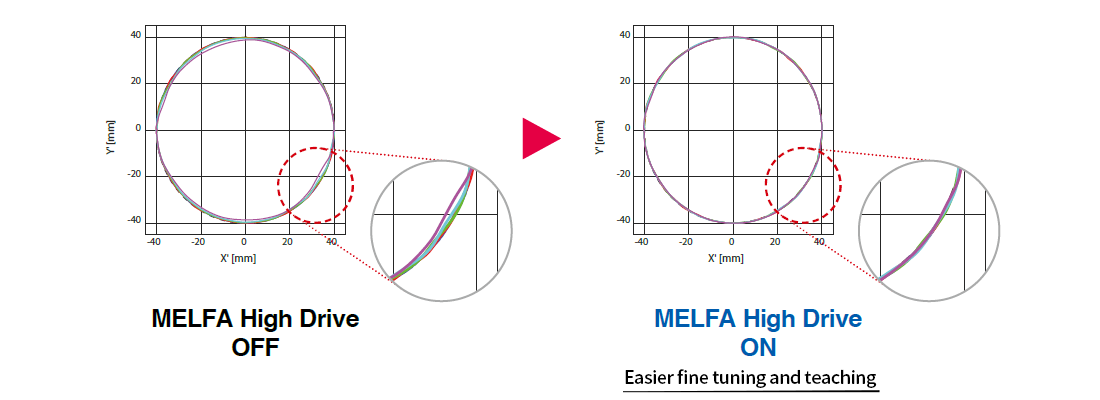 40
20
0
-20
-40
Y' [mm]
-40 -20 0 20 40
X' [mm]
MELFA High Drive
OFF
40
20
0
-20
-40
Y' [mm]
-40 -20 0 20 40
X' [mm]
MELFA High Drive
ON
Easier fine tuning and teaching